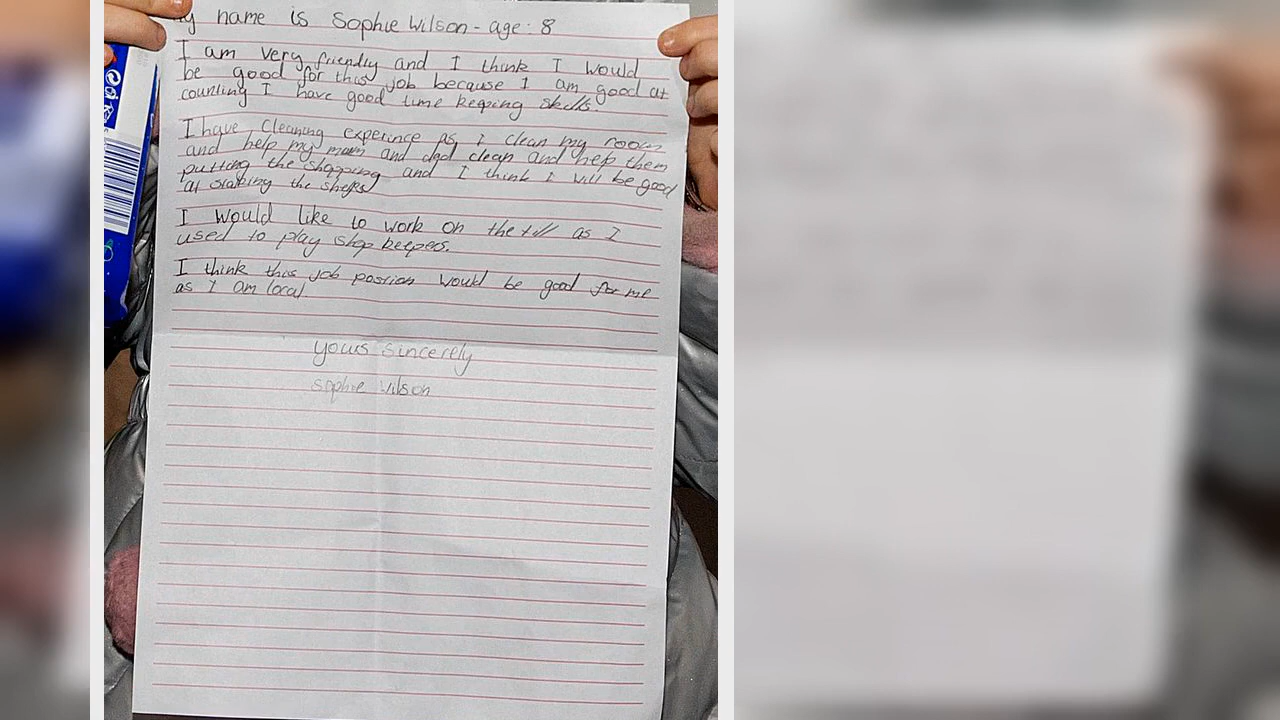 y name is Sophie Wilson - age: 8
I am very friendly and I think I would
be good for this job because I am good at
counting I have good time keeping skills
I have cleaning experince as I clean my room
and help my mam and dad clean and help them
putting the shopping and I think I will be good
at staking the shelfs
I would like to work on the till as I
used to play shop keepers.
I think this job postion would be good for me
as I am local
yours sincerely
sophie wilson